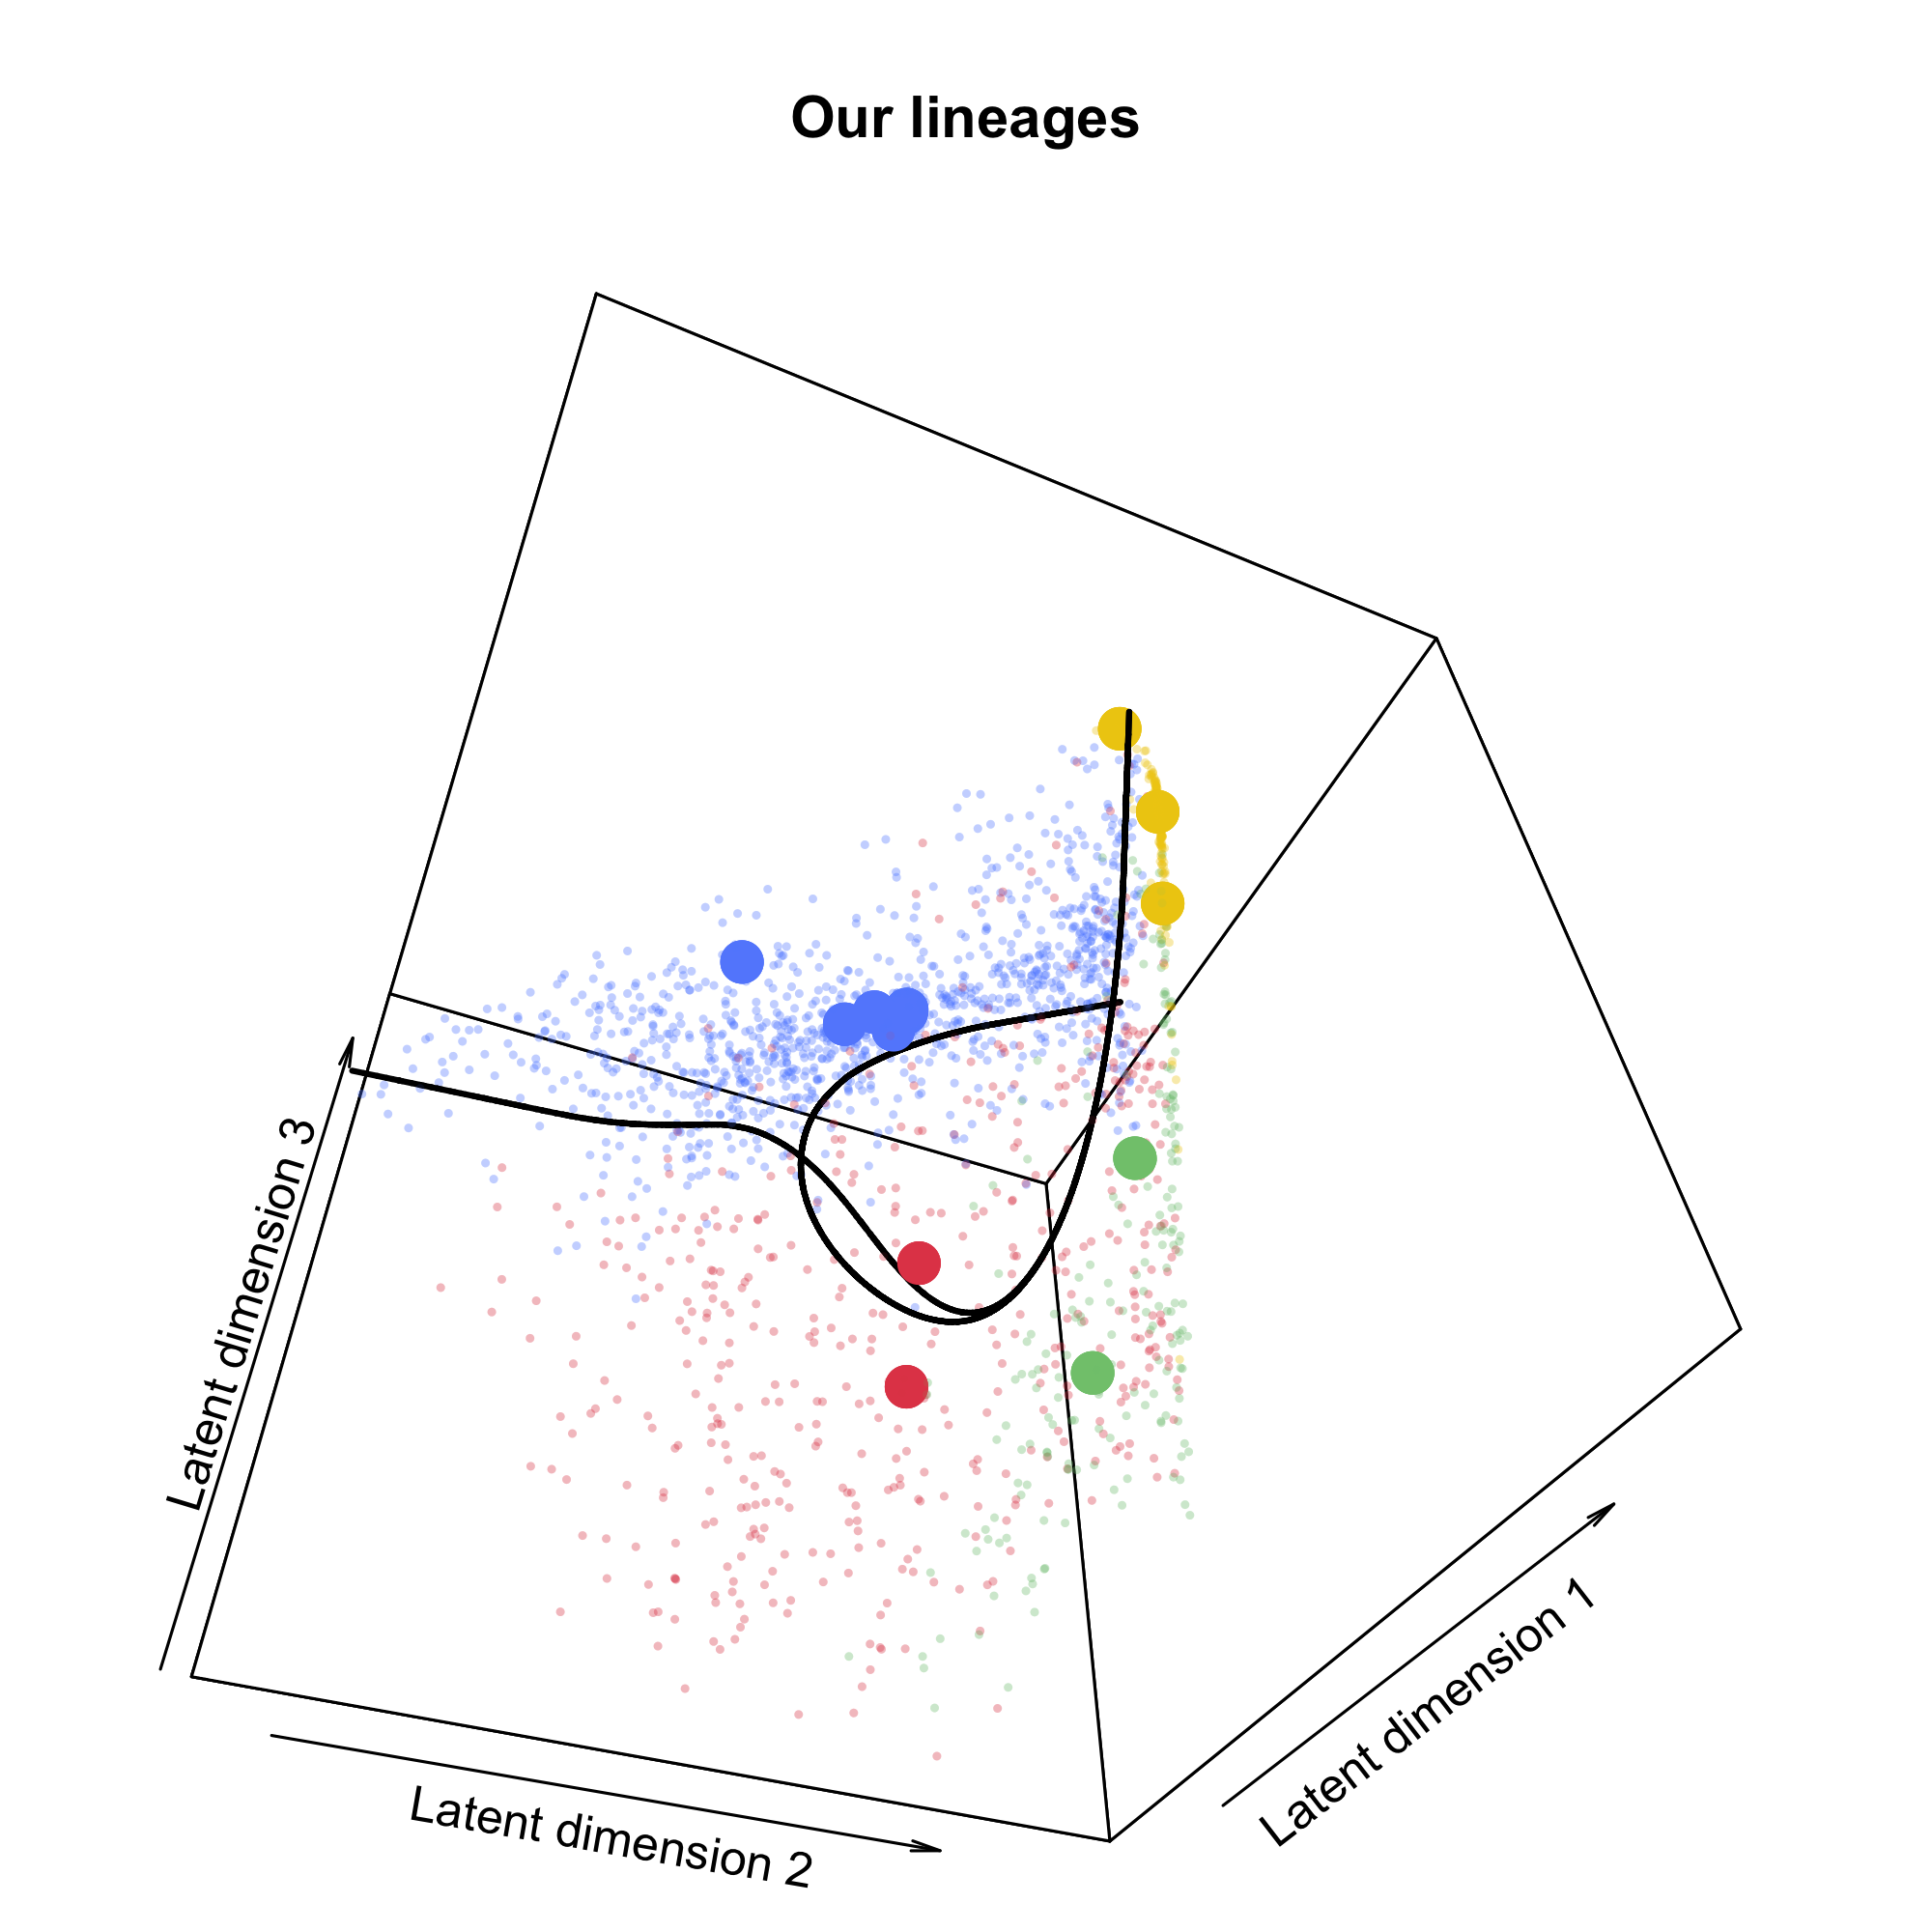 Our lineages
Latent dimension 3
Latent dimension 2
Latent dimension 1